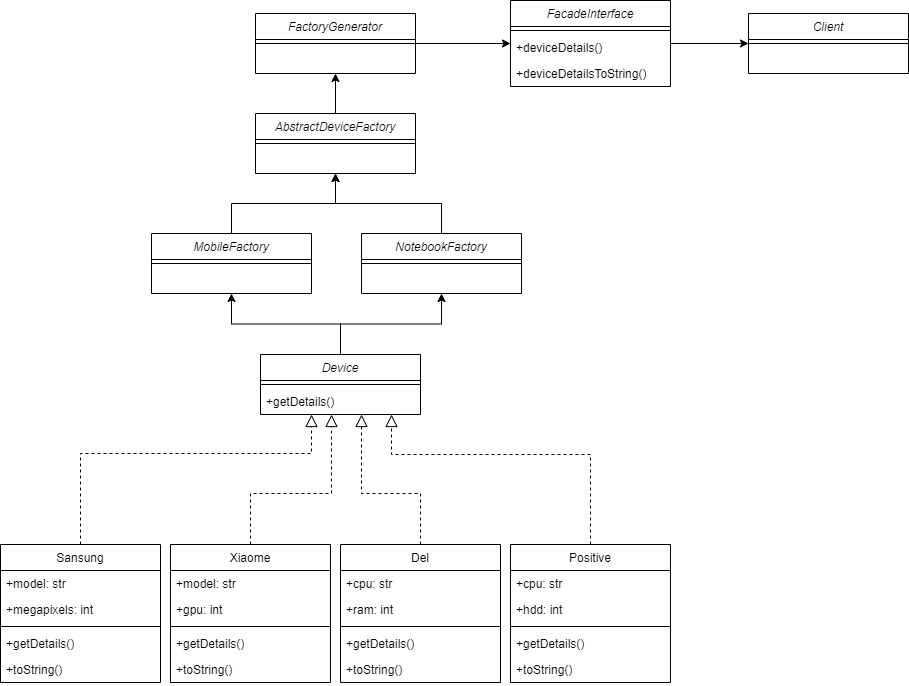 FactoryGenerator
FacadeInterface
+deviceDetails()
+deviceDetailsToString()
Client
AbstractDeviceFactory
MobileFactory
NotebookFactory
Device
+getDetails()
Sansung
+model: str
+megapixels: int
+getDetails()
+toString()
Xiaome
+model: str
+gpu: int
+getDetails()
+toString()
Del
+cpu: str
+ram: int
+getDetails()
+toString()
Positive
+cpu: str
+hdd: int
+getDetails()
+toString()